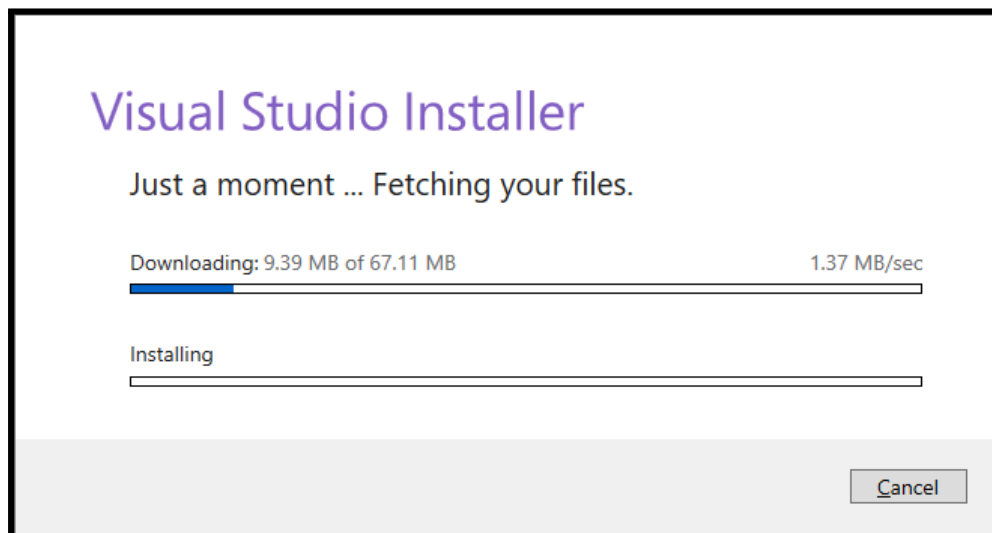 Visual Studio Installer
Just a moment ... Fetching your files.
Downloading: 9.39 MB of 67.11 MB 1.37 MB/sec
Installing
Cancel